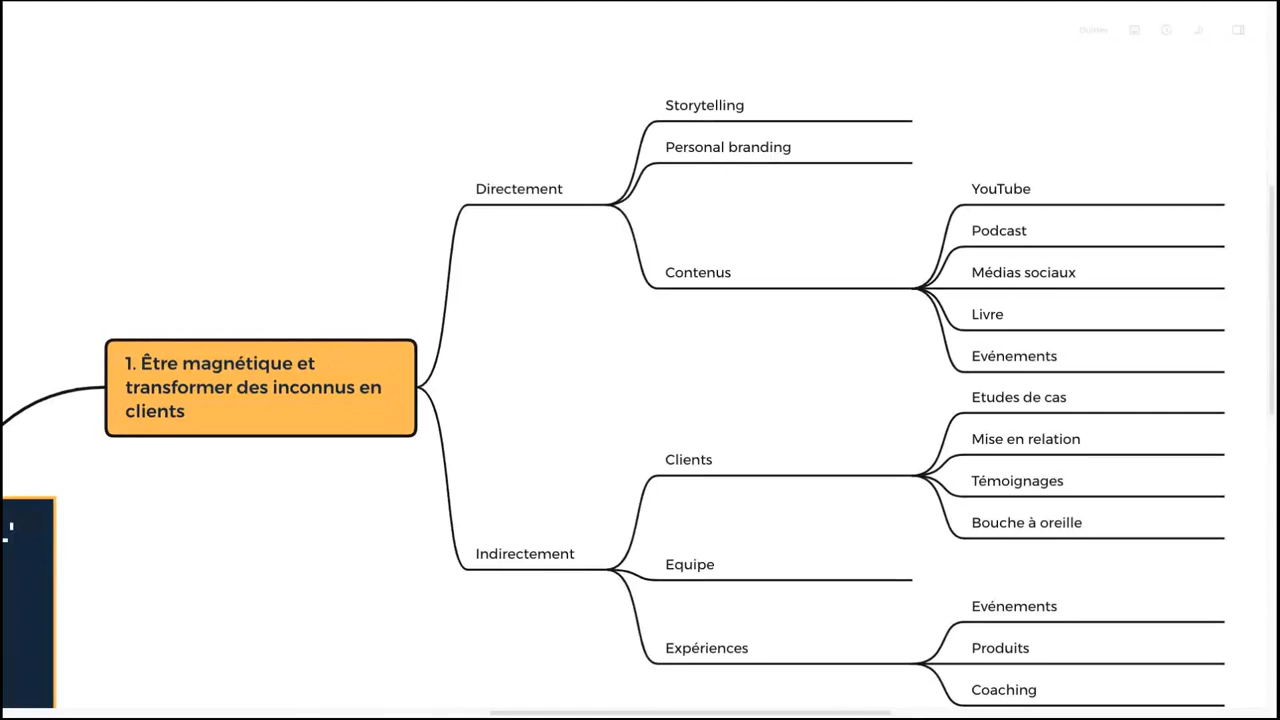 Outliner
Storytelling
Personal branding
Directement
YouTube
Podcast
Contenus
Médias sociaux
Livre
Evénements
1. Être magnétique et
transformer des inconnus en
clients
Etudes de cas
Mise en relation
Clients
Témoignages
Bouche à oreille
Indirectement
Equipe
Evénements
Expériences
Produits
Coaching